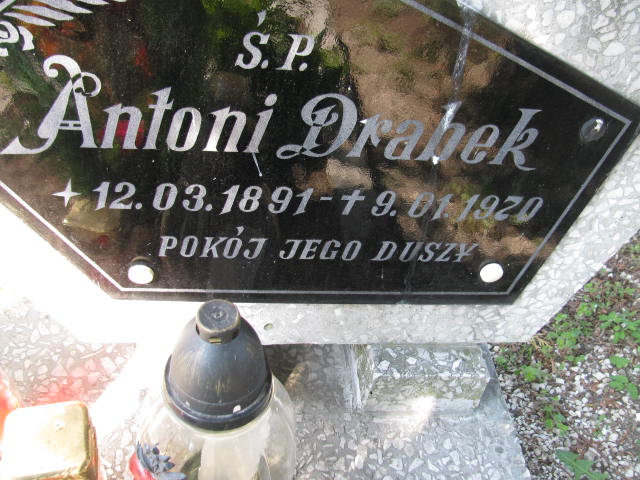 Ś.P.
Antoni Drabek
✦ 12.03.1891 - ✝ 9.01.1970
POKÓJ JEGO DUSZY